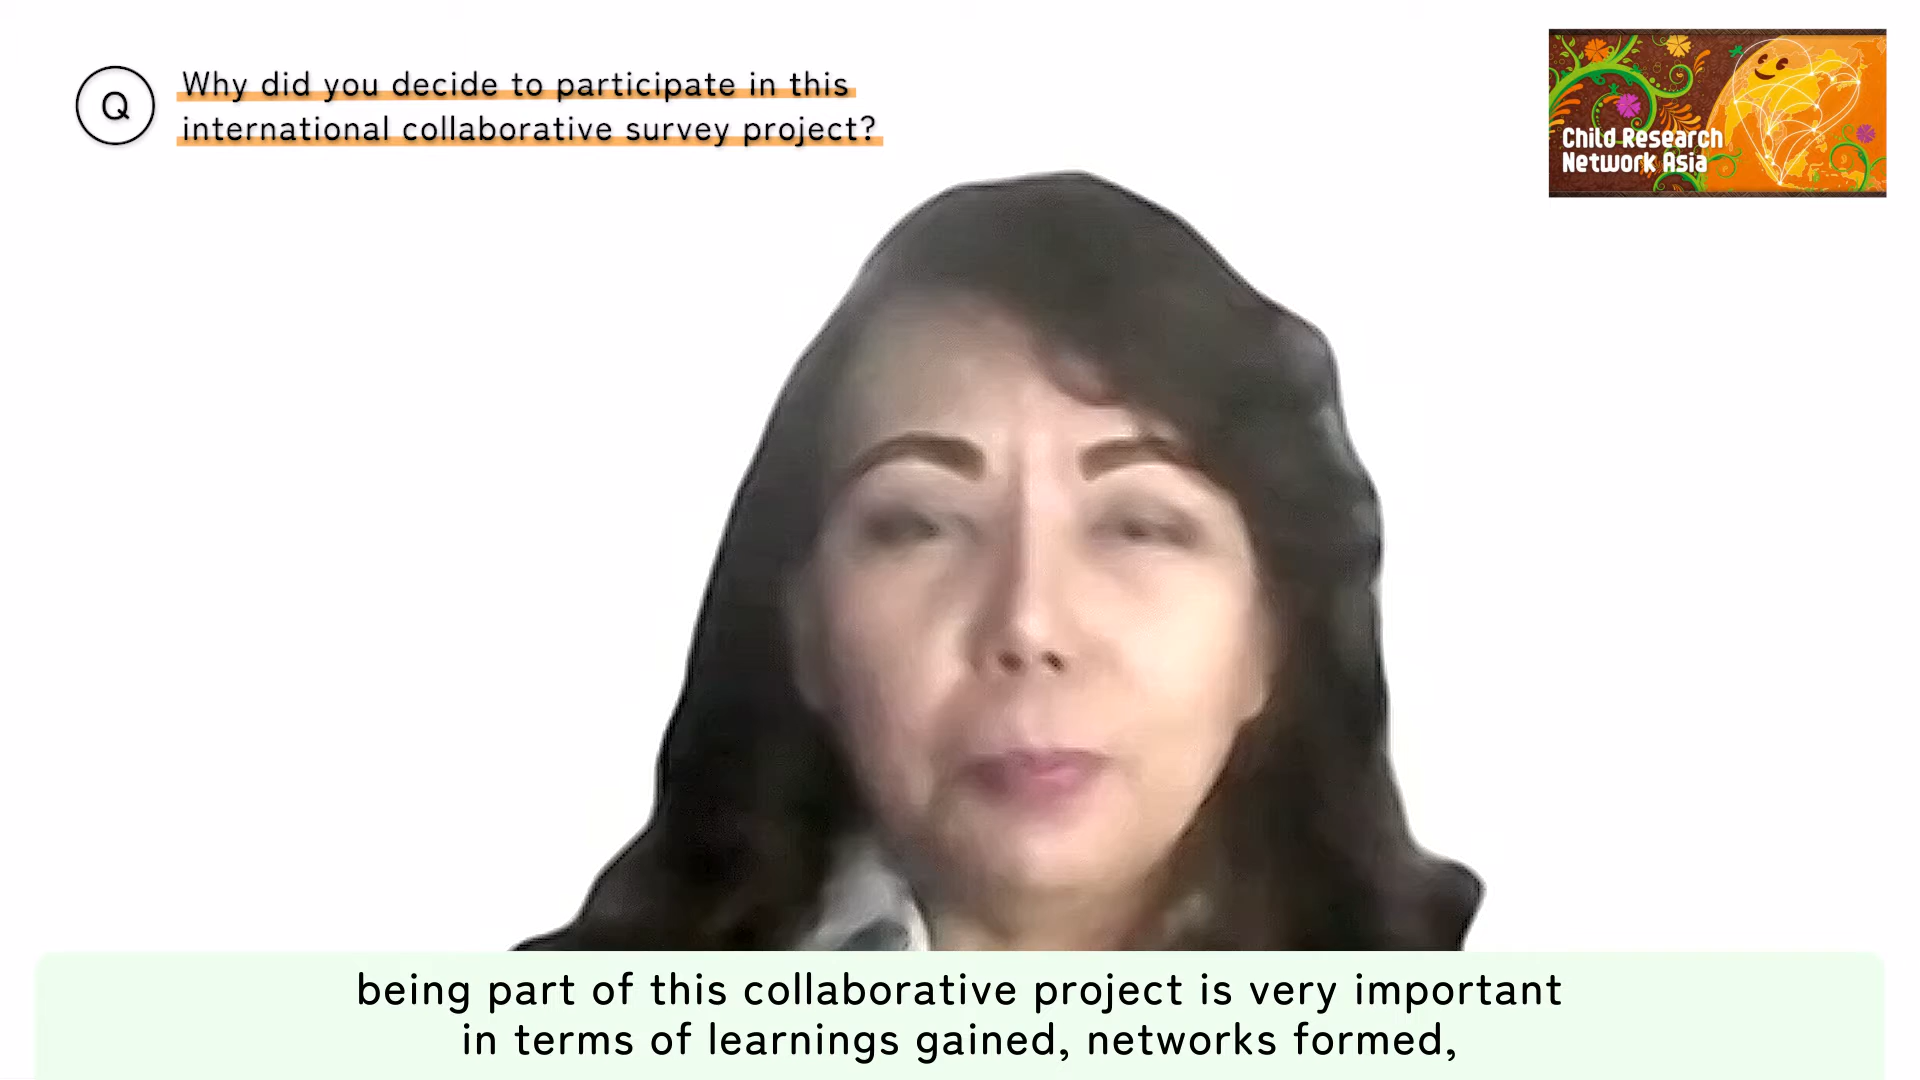 Q
Why did you decide to participate in this
international collaborative survey project?
Child Research
Network Asia
being part of this collaborative project is very important
in terms of learnings gained, networks formed,